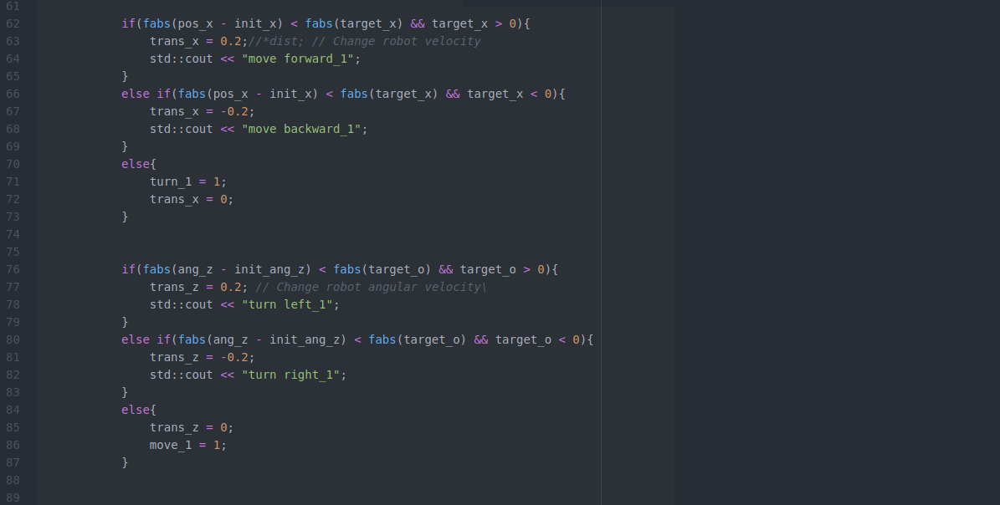 61
62 if(fabs(pos_x - init_x) < fabs(target_x) && target_x > 0){
63 trans_x = 0.2;//*dist; // Change robot velocity
64 std::cout << "move forward_1";
65 }
66 else if(fabs(pos_x - init_x) < fabs(target_x) && target_x < 0){
67 trans_x = -0.2;
68 std::cout << "move backward_1";
69 }
70 else{
71 turn_1 = 1;
72 trans_x = 0;
73 }
74
75
76 if(fabs(ang_z - init_ang_z) < fabs(target_o) && target_o > 0){
77 trans_z = 0.2; // Change robot angular velocity\
78 std::cout << "turn left_1";
79 }
80 else if(fabs(ang_z - init_ang_z) < fabs(target_o) && target_o < 0){
81 trans_z = -0.2;
82 std::cout << "turn right_1";
83 }
84 else{
85 trans_z = 0;
86 move_1 = 1;
87 }
88
89